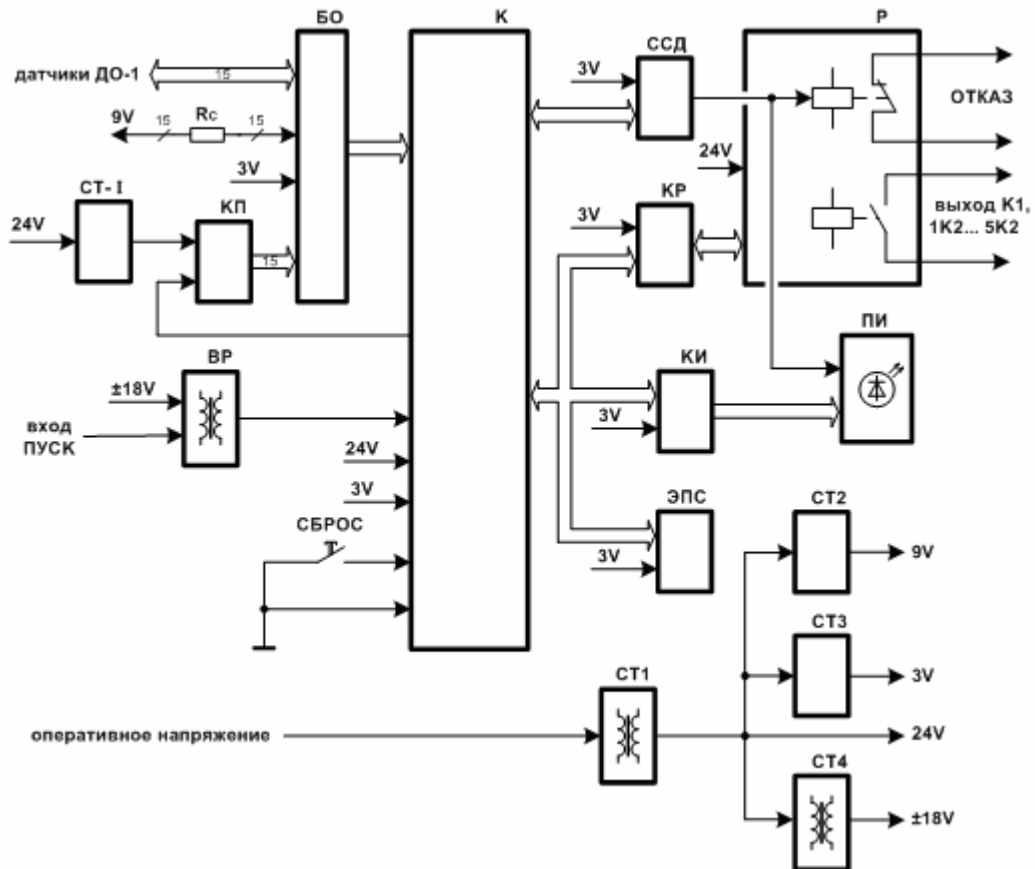 БО
К
ССД
Р
датчики ДО-1
15
3V
9V
15
Rc
15
ОТКАЗ
3V
24V
СТ-I
КП
КР
24V
15
3V
выход К1,
1К2... 5К2
ВР
КИ
ПИ
±18V
вход
ПУСК
3V
24V
3V
ЭПС
СТ2
СБРОС
3V
9V
СТ3
СТ1
3V
оперативное напряжение
24V
СТ4
±18V